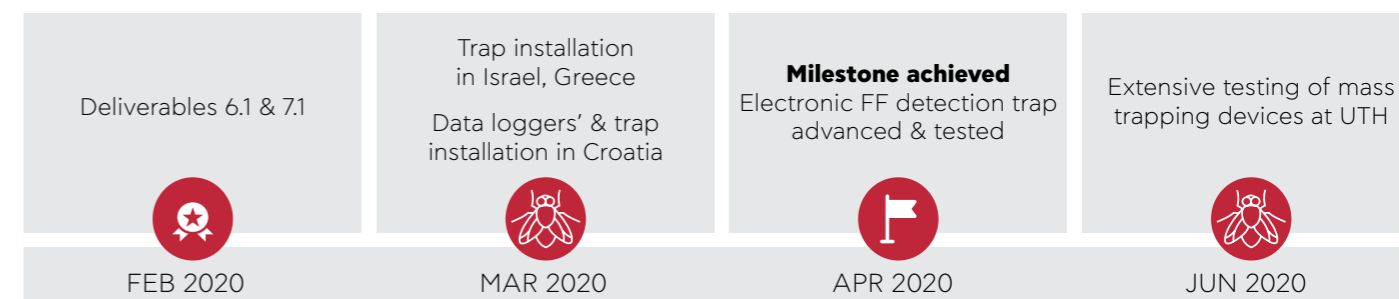 Deliverables 6.1 & 7.1
FEB 2020
Trap installation
in Israel, Greece
Data loggers’ & trap
installation in Croatia
MAR 2020
Milestone achieved
Electronic FF detection trap
advanced & tested
APR 2020
Extensive testing of mass
trapping devices at UTH
JUN 2020